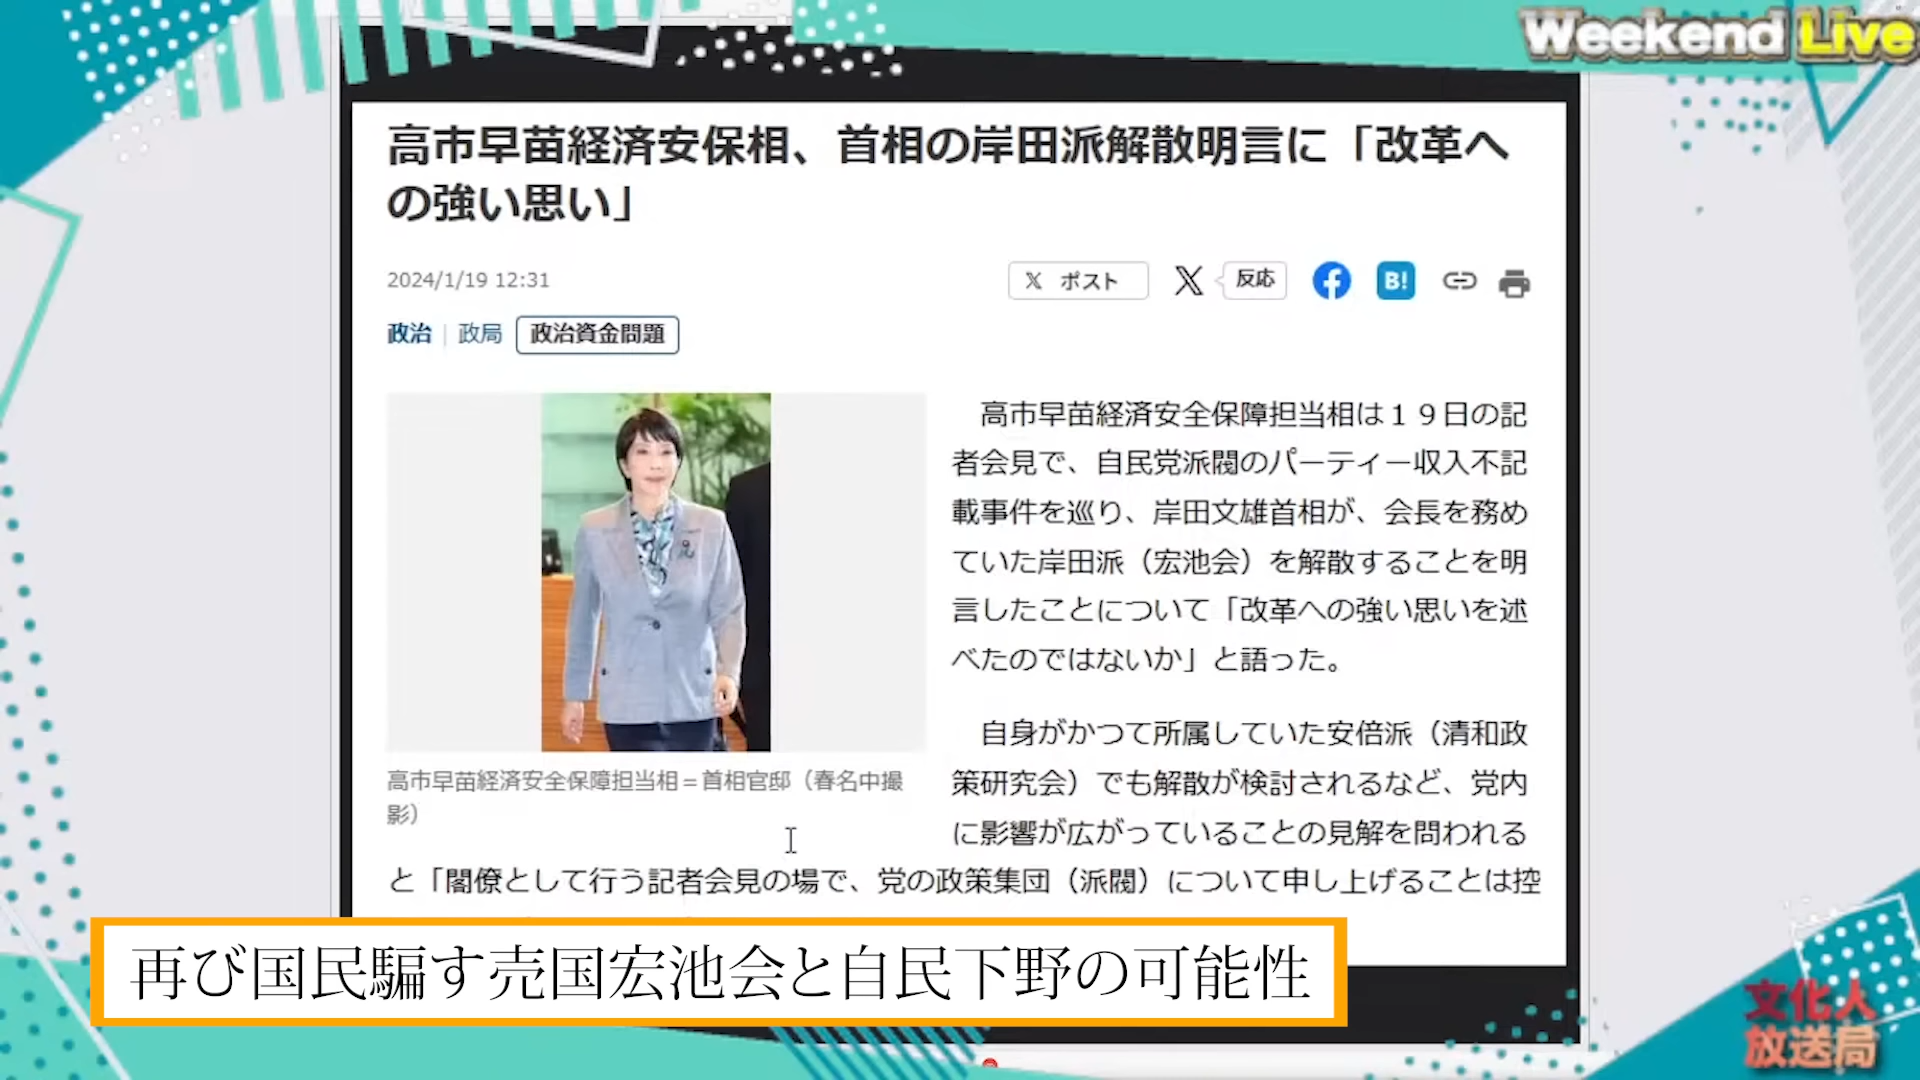 Weekend Live
高市早苗経済安保相、首相の岸田派解散明言に「改革へ
の強い思い」
2024/1/19 12:31
X ポスト
X 反応
B!
政治 | 政局 政治資金問題
高市早苗経済安全保障担当相は１９日の記
者会見で、自民党派閥のパーティー収入不記
載事件を巡り、岸田文雄首相が、会長を務め
ていた岸田派（宏池会）を解散することを明
言したことについて「改革への強い思いを述
べたのではないか」と語った。
自身がかつて所属していた安倍派（清和政
策研究会）でも解散が検討されるなど、党内
に影響が広がっていることの見解を問われる
と「閣僚として行う記者会見の場で、党の政策集団（派閥）について申し上げることは控
高市早苗経済安全保障担当相＝首相官邸（春名中撮
影）
再び国民騙す売国宏池会と自民下野の可能性
文化人
放送局